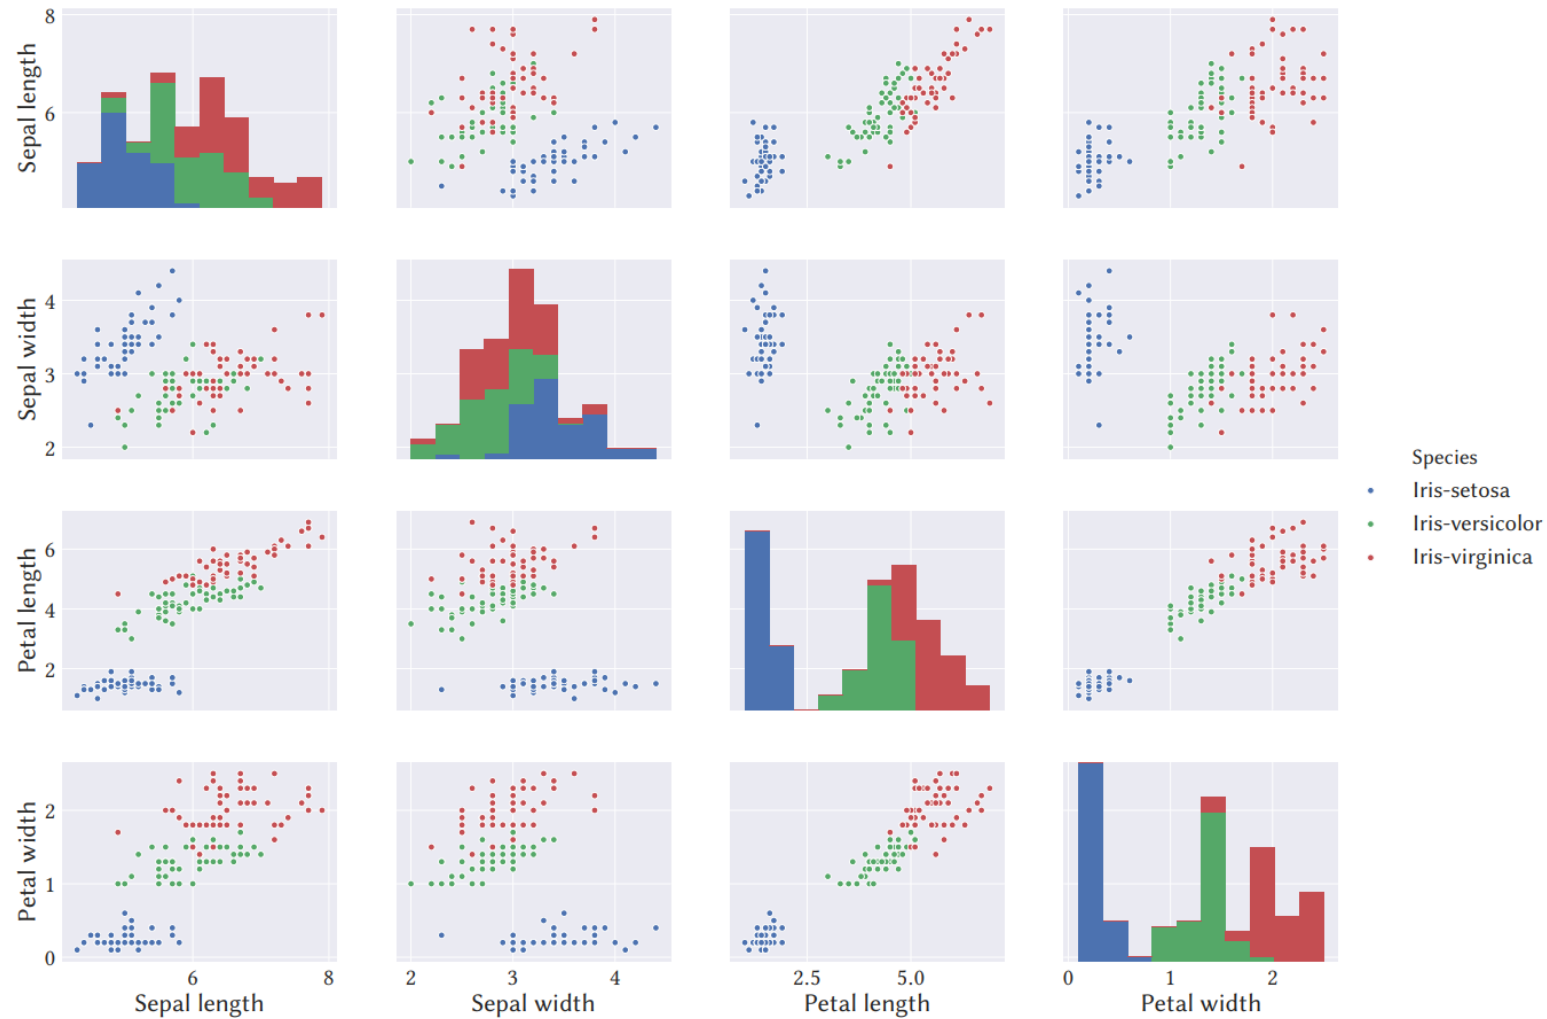 Sepal length
8
6
Sepal width
4
3
2
Petal length
6
4
2
Petal width
2
1
0
6 8
2 3 4
2.5 5.0
0 1 2
Sepal length
Sepal width
Petal length
Petal width
Species
Iris-setosa
Iris-versicolor
Iris-virginica